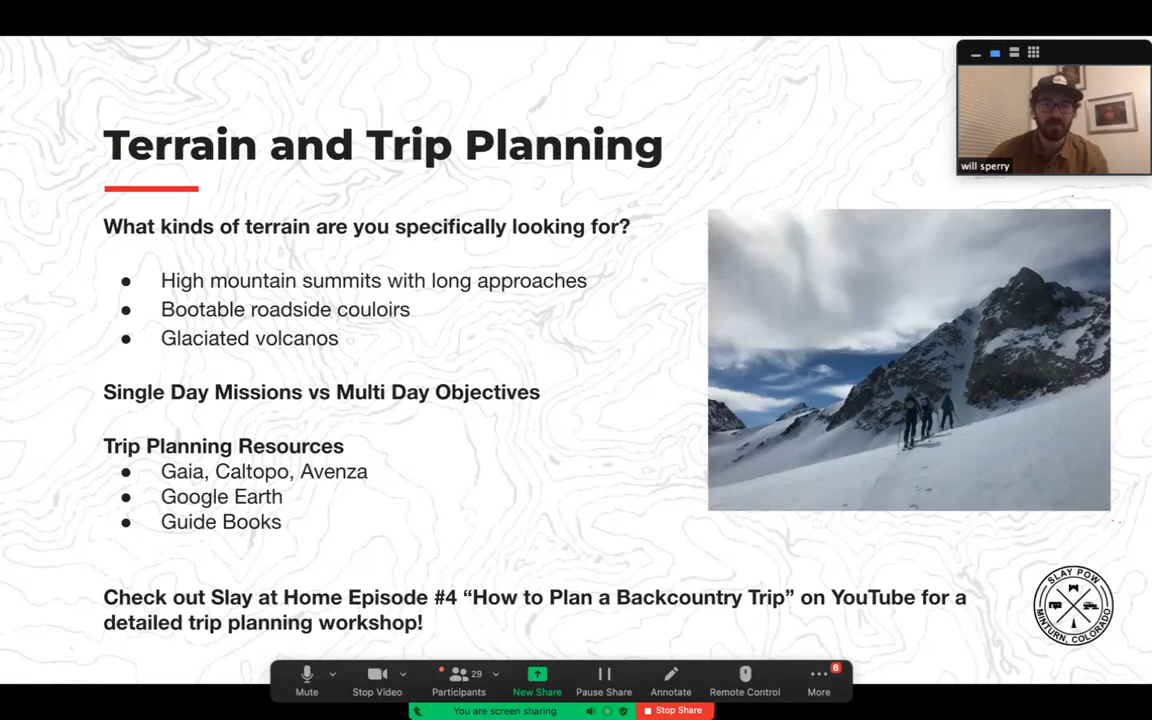 Terrain and Trip Planning
will sperry
What kinds of terrain are you specifically looking for?
● High mountain summits with long approaches
● Bootable roadside couloirs
● Glaciated volcanos
Single Day Missions vs Multi Day Objectives
Trip Planning Resources
● Gaia, Caltopo, Avenza
● Google Earth
● Guide Books
Check out Slay at Home Episode #4 “How to Plan a Backcountry Trip” on YouTube for a
detailed trip planning workshop!
SLAY POW
MINTURN, COLORADO
29
6
Mute Stop Video Participants New Share Pause Share Annotate Remote Control More
You are screen sharing Stop Share